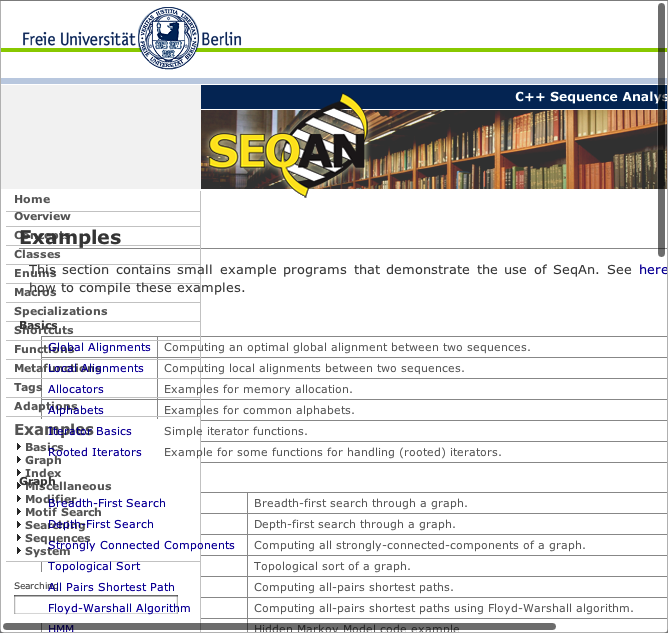 Freie Universität Berlin
C++ Sequence Analys
SEQAN
Home
Overview
Concepts
Classes
Enums
Macros
Specializations
Shortcuts
Functions
Metafunctions
Tags
Adaptions
Examples
Basics
Graph
Index
Miscellaneous
Modifier
Motif Search
Searching
Sequences
System
Searching
Examples
This section contains small example programs that demonstrate the use of SeqAn. See here
how to compile these examples.
Basics
Global Alignments Computing an optimal global alignment between two sequences.
Local Alignments Computing local alignments between two sequences.
Allocators Examples for memory allocation.
Alphabets Examples for common alphabets.
Iterator Basics Simple iterator functions.
Rooted Iterators Example for some functions for handling (rooted) iterators.
Graph
Breadth-First Search Breadth-first search through a graph.
Depth-First Search Depth-first search through a graph.
Strongly Connected Components Computing all strongly-connected-components of a graph.
Topological Sort Topological sort of a graph.
All Pairs Shortest Path Computing all-pairs shortest paths.
Floyd-Warshall Algorithm Computing all-pairs shortest paths using Floyd-Warshall algorithm.
HMM Hidden Markov Model code example